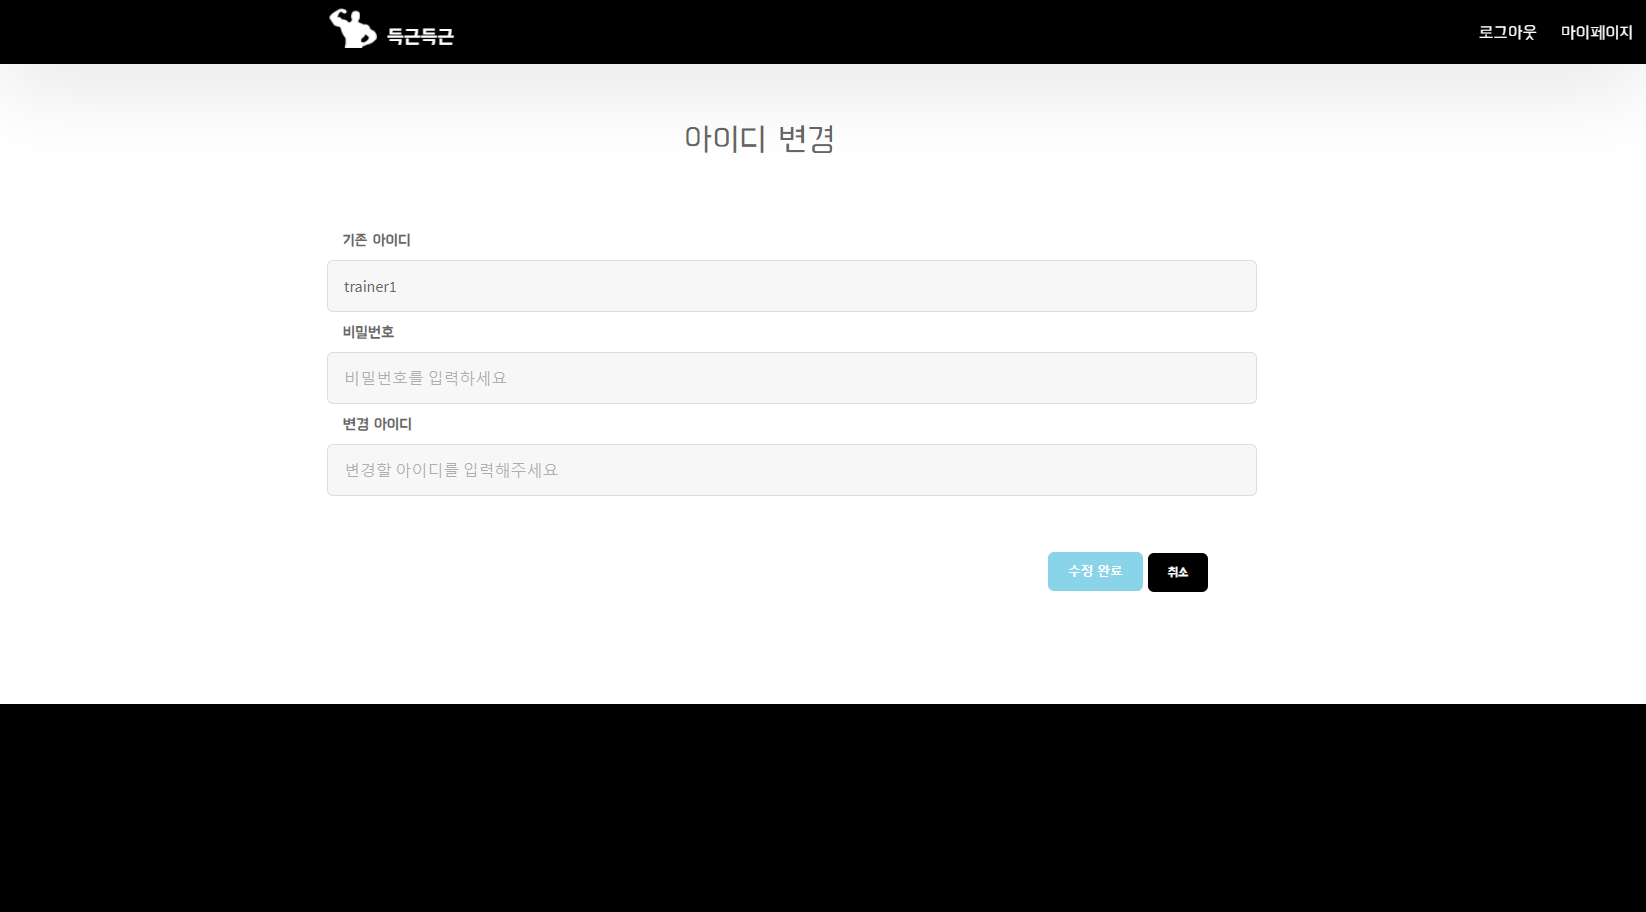 득근득근
로그아웃 마이페이지
아이디 변경
기존 아이디
trainer1
비밀번호
비밀번호를 입력하세요
변경 아이디
변경할 아이디를 입력해주세요
수정 완료 취소